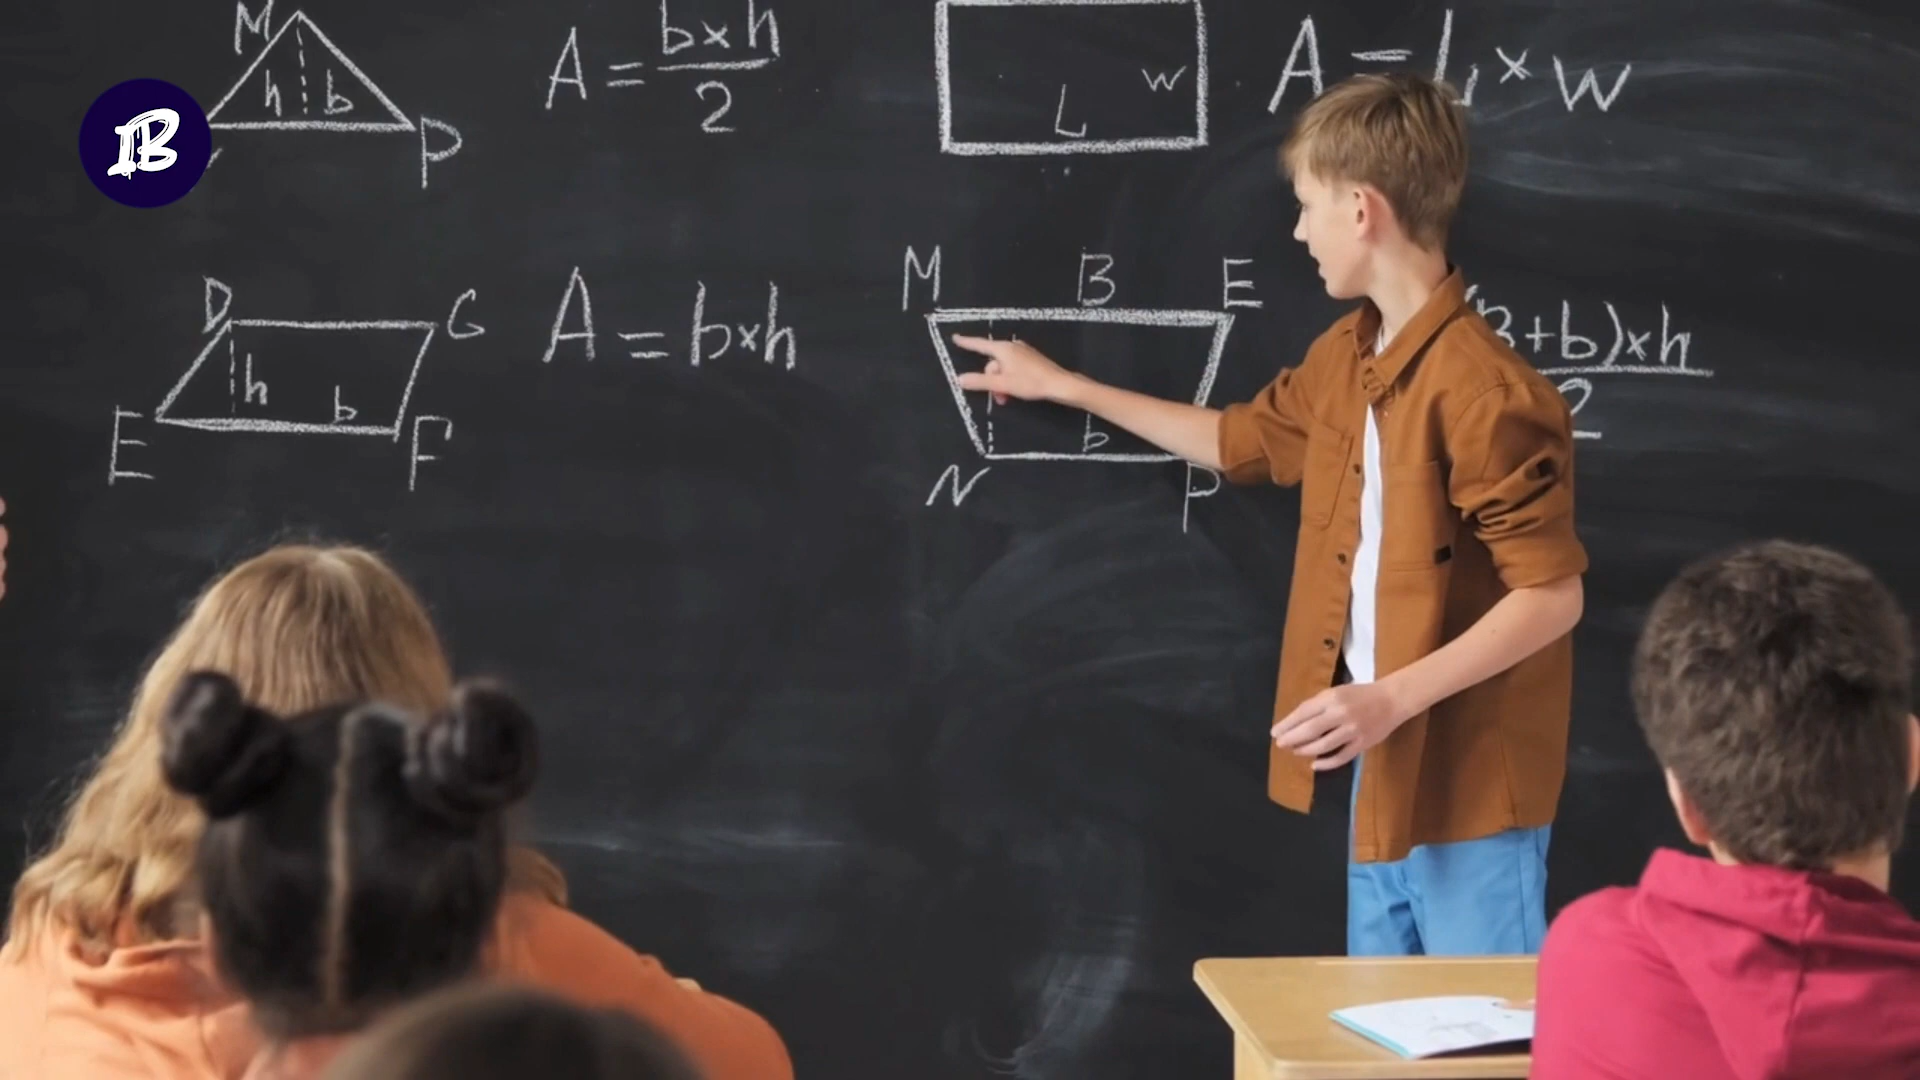 M
h b
P
A = b×h / 2
L
W
A = L × W
D G
h b
E F
A = b×h
M B E
b
N P
B+b)×h
2
IB